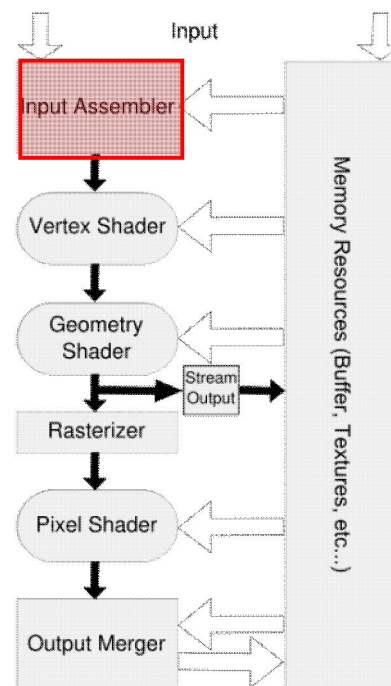 Input
Input Assembler
Vertex Shader
Geometry
Shader
Stream
Output
Rasterizer
Pixel Shader
Output Merger
Memory Resources (Buffer, Textures, etc...)